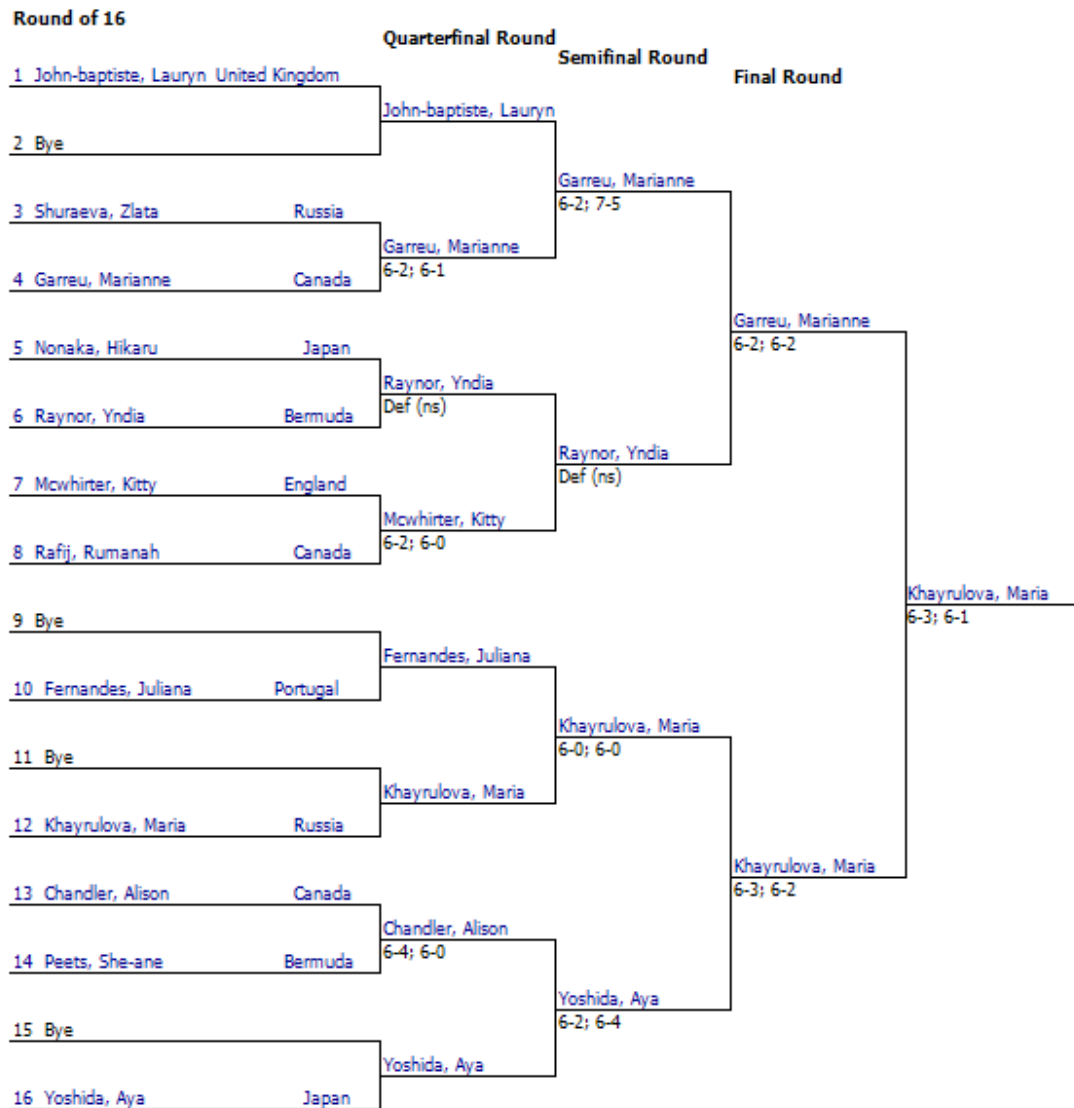 Round of 16
Quarterfinal Round
Semifinal Round
Final Round
1 John-baptiste, Lauryn United Kingdom
John-baptiste, Lauryn
2 Bye
Garreu, Marianne
6-2; 7-5
3 Shuraeva, Zlata Russia
Garreu, Marianne
6-2; 6-1
4 Garreu, Marianne Canada
Garreu, Marianne
6-2; 6-2
5 Nonaka, Hikaru Japan
Raynor, Yndia
Def (ns)
6 Raynor, Yndia Bermuda
Raynor, Yndia
Def (ns)
7 Mcwhirter, Kitty England
Mcwhirter, Kitty
6-2; 6-0
8 Rafij, Rumanah Canada
Khayrulova, Maria
6-3; 6-1
9 Bye
Fernandes, Juliana
10 Fernandes, Juliana Portugal
Khayrulova, Maria
6-0; 6-0
11 Bye
Khayrulova, Maria
12 Khayrulova, Maria Russia
Khayrulova, Maria
6-3; 6-2
13 Chandler, Alison Canada
Chandler, Alison
6-4; 6-0
14 Peets, She-ane Bermuda
Yoshida, Aya
6-2; 6-4
15 Bye
Yoshida, Aya
16 Yoshida, Aya Japan